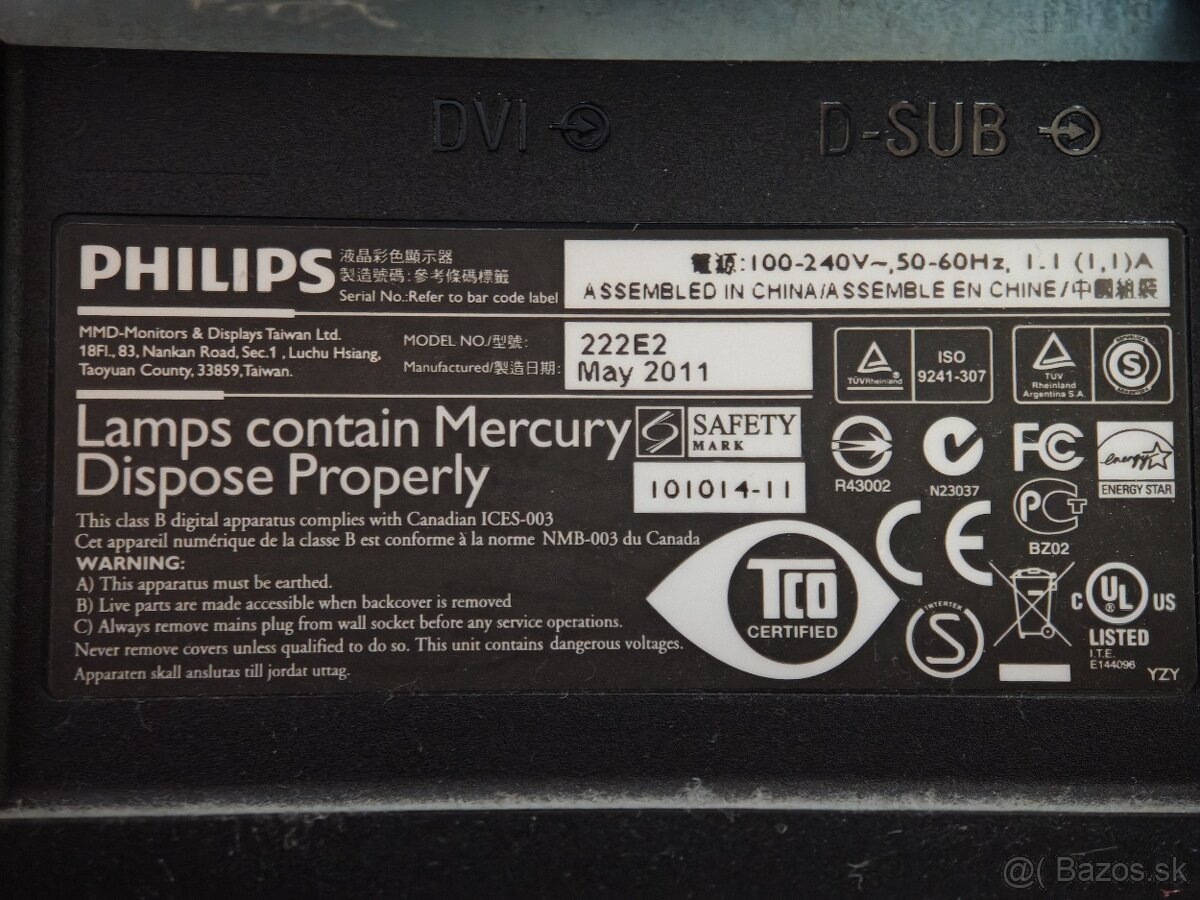 DVI
D-SUB
PHILIPS
液晶彩色顯示器
製造號碼:參考條碼標籤
Serial No.:Refer to bar code label
電源:100-240V~,50-60Hz, 1.1 (1,1)A
ASSEMBLED IN CHINA/ASSEMBLE EN CHINE/中國組裝
MMD-Monitors & Displays Taiwan Ltd.
18Fl., 83, Nankan Road, Sec.1 , Luchu Hsiang,
Taoyuan County, 33859,Taiwan.
MODEL NO/型號:
222E2
Manufactured/製造日期:
May 2011
TÜVRheinland
ISO
9241-307
TÜV
Rheinland
Argentina S.A.
S
Lamps contain Mercury
Dispose Properly
SAFETY
MARK
101014-11
R43002
N23037
FC
energy
ENERGY STAR
This class B digital apparatus complies with Canadian ICES-003
Cet appareil numérique de la classe B est conforme à la norme NMB-003 du Canada
WARNING:
A) This apparatus must be earthed.
B) Live parts are made accessible when backcover is removed
C) Always remove mains plug from wall socket before any service operations.
Never remove covers unless qualified to do so. This unit contains dangerous voltages.
Apparaten skall anslutas till jordat uttag.
TCO
CERTIFIED
CE
PCT
BZ02
INTERTEK
S
C UL US
®
LISTED
I.T.E.
E144096
YZY
@( Bazos.sk